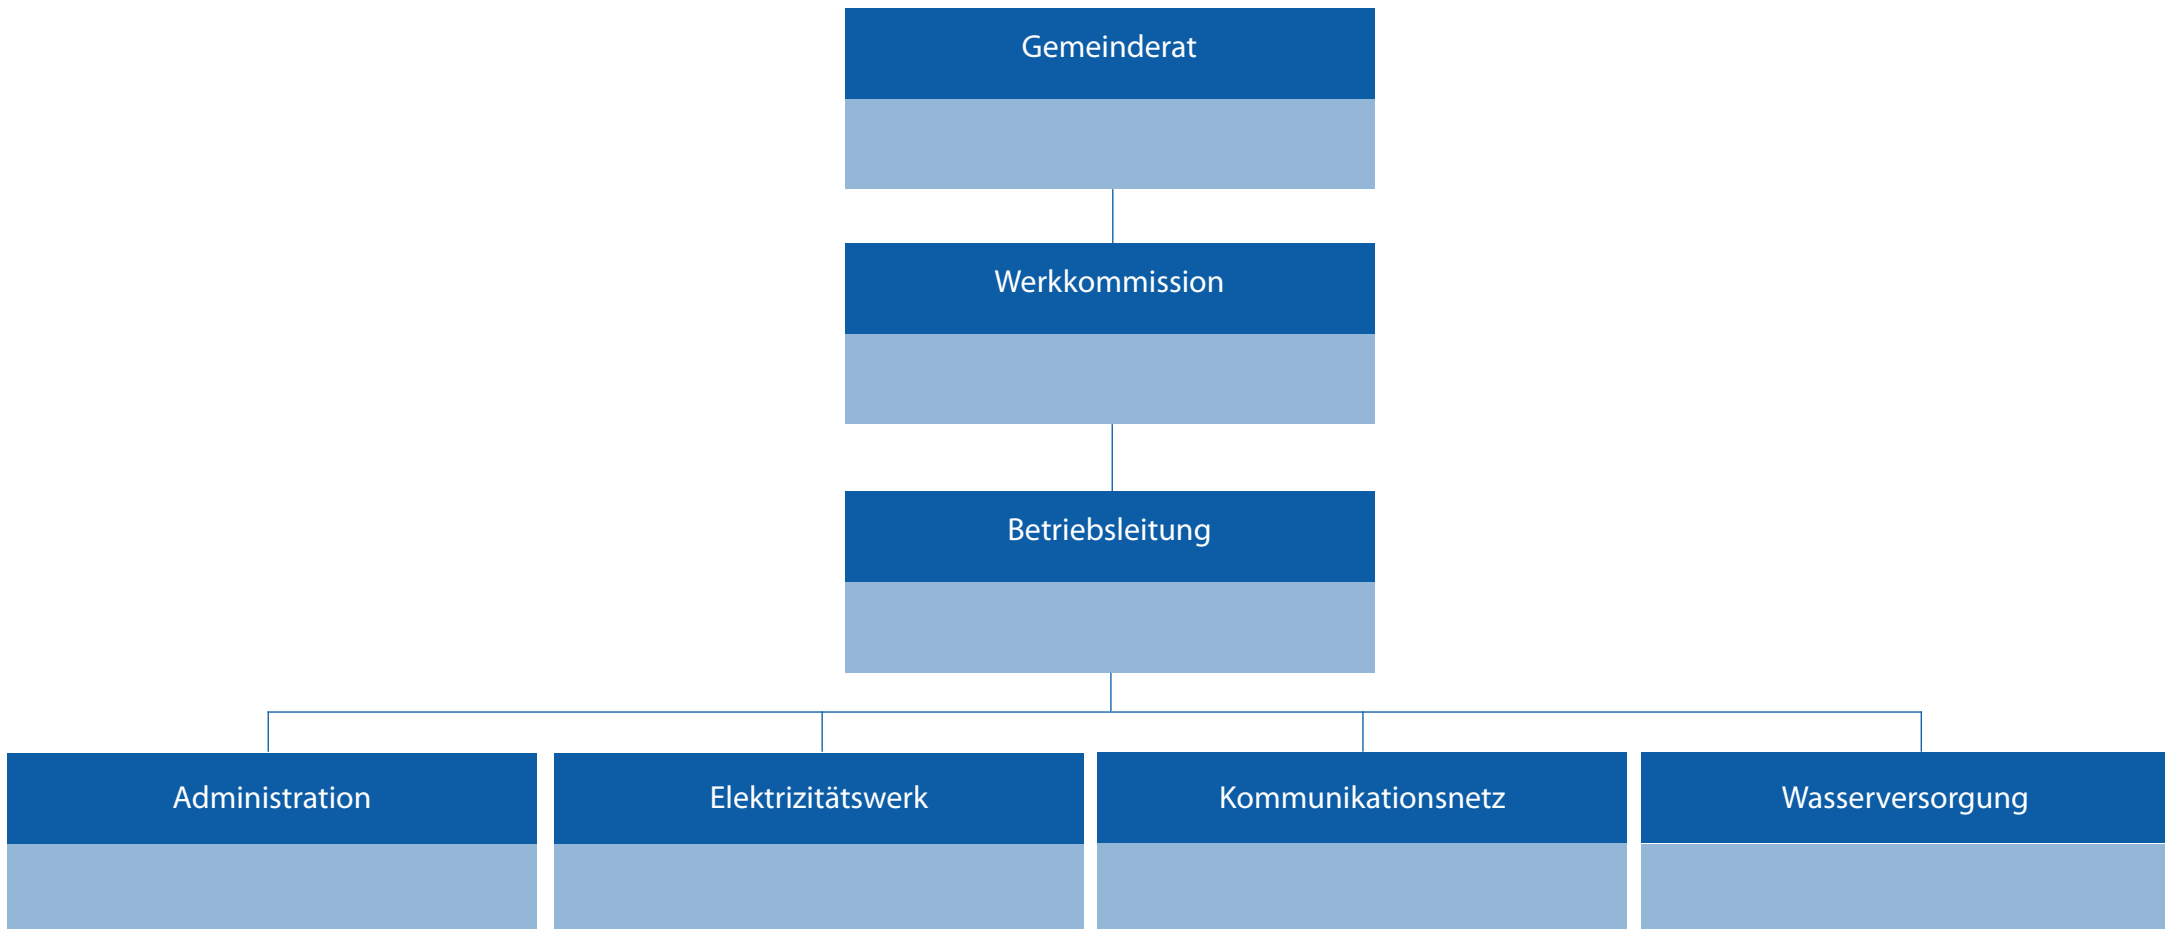 Gemeinderat
Werkkommission
Betriebsleitung
Administration
Elektrizitätswerk
Kommunikationsnetz
Wasserversorgung